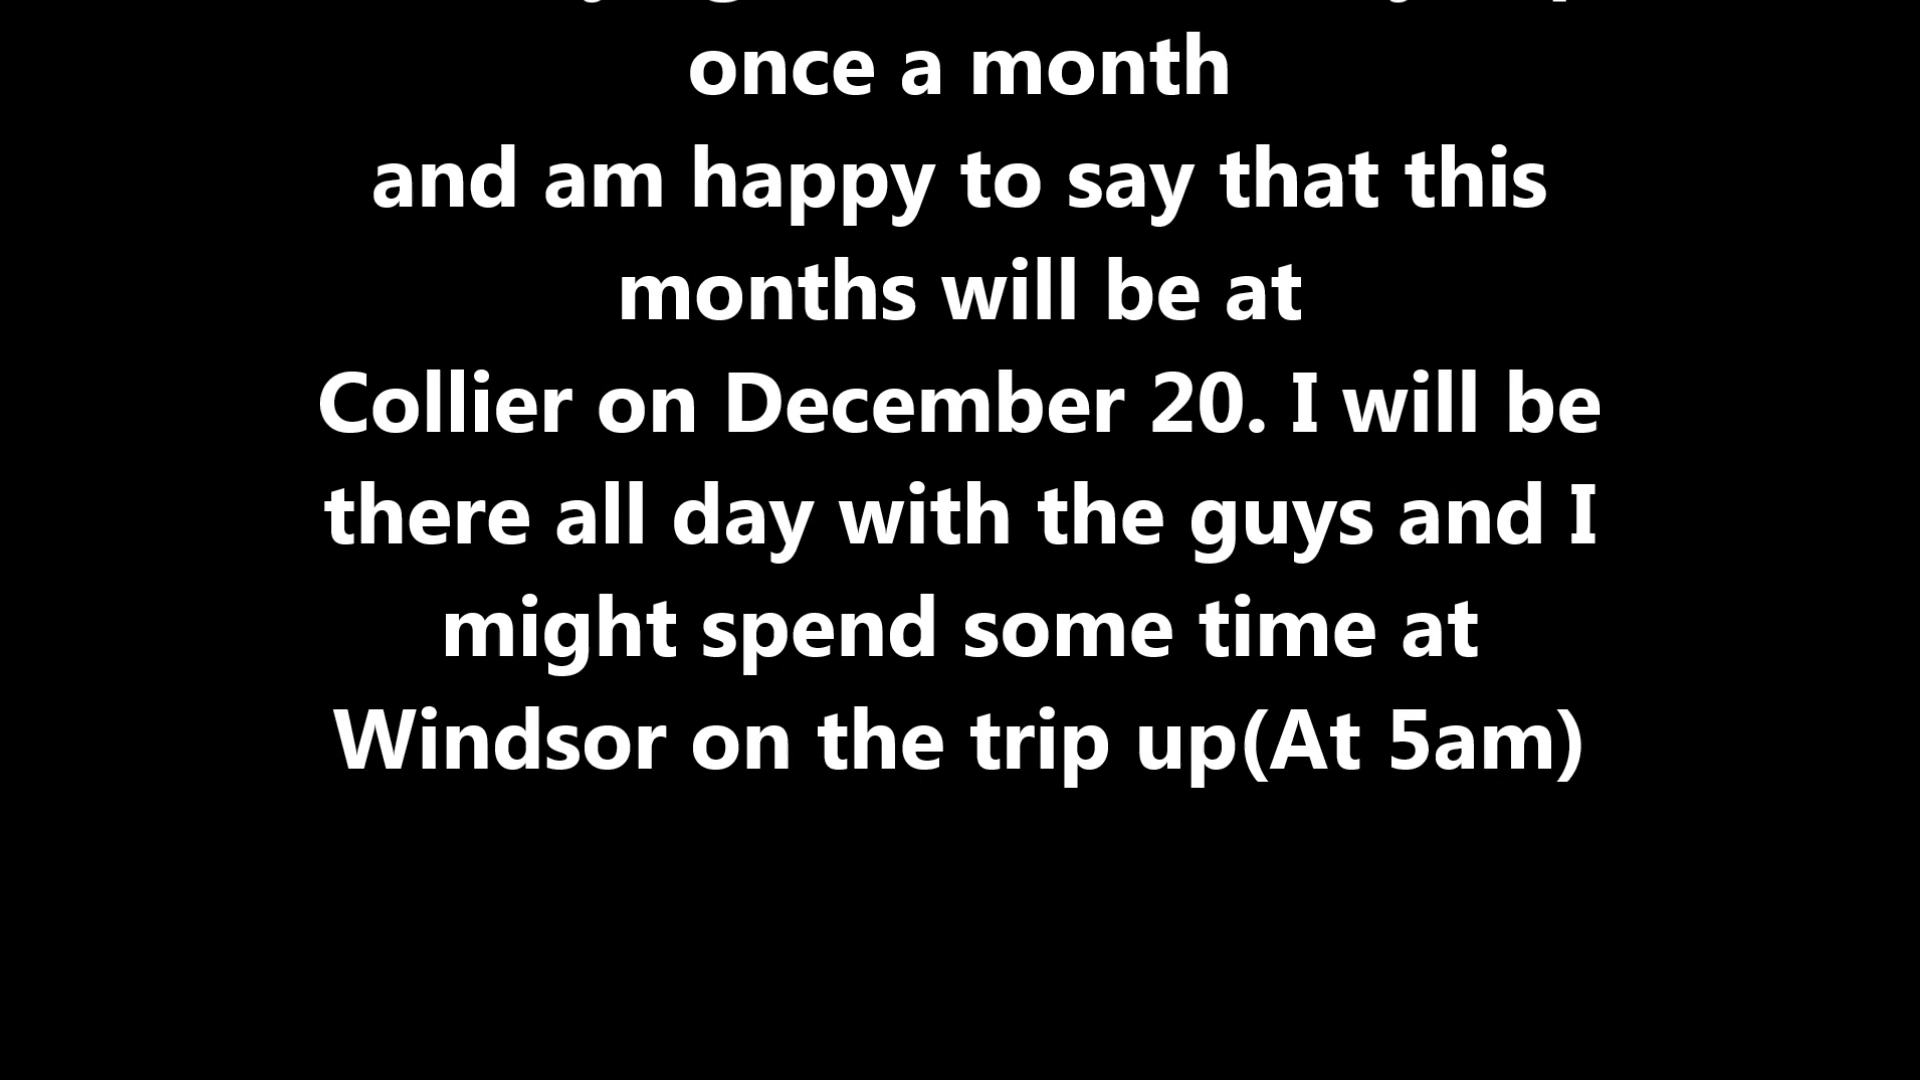 once a month
and am happy to say that this
months will be at
Collier on December 20. I will be
there all day with the guys and I
might spend some time at
Windsor on the trip up(At 5am)